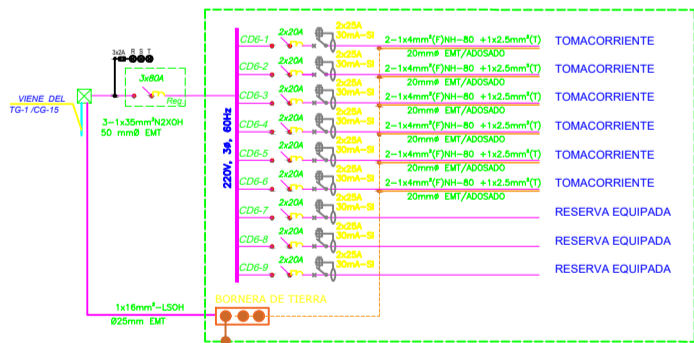 3x2A R S T
3x80A
Reg.
VIENE DEL
TG-1/CG-15
3-1x35mm²N2XOH
50 mmØ EMT
220V, 3ø, 60Hz
CD6-1 2x20A 2x25A 30mA-SI 2-1x4mm²(F)NH-80 +1x2.5mm²(T) TOMACORRIENTE
20mmø EMT/ADOSADO
CD6-2 2x20A 2x25A 30mA-SI 2-1x4mm²(F)NH-80 +1x2.5mm²(T) TOMACORRIENTE
20mmø EMT/ADOSADO
CD6-3 2x20A 2x25A 30mA-SI 2-1x4mm²(F)NH-80 +1x2.5mm²(T) TOMACORRIENTE
20mmø EMT/ADOSADO
CD6-4 2x20A 2x25A 30mA-SI 2-1x4mm²(F)NH-80 +1x2.5mm²(T) TOMACORRIENTE
20mmø EMT/ADOSADO
CD6-5 2x20A 2x25A 30mA-SI 2-1x4mm²(F)NH-80 +1x2.5mm²(T) TOMACORRIENTE
20mmø EMT/ADOSADO
CD6-6 2x20A 2x25A 30mA-SI 2-1x4mm²(F)NH-80 +1x2.5mm²(T) TOMACORRIENTE
20mmø EMT/ADOSADO
CD6-7 2x20A 2x25A 30mA-SI RESERVA EQUIPADA
CD6-8 2x20A 2x25A 30mA-SI RESERVA EQUIPADA
CD6-9 2x20A 2x25A 30mA-SI RESERVA EQUIPADA
BORNERA DE TIERRA
1x16mm²-LSOH
Ø25mm EMT